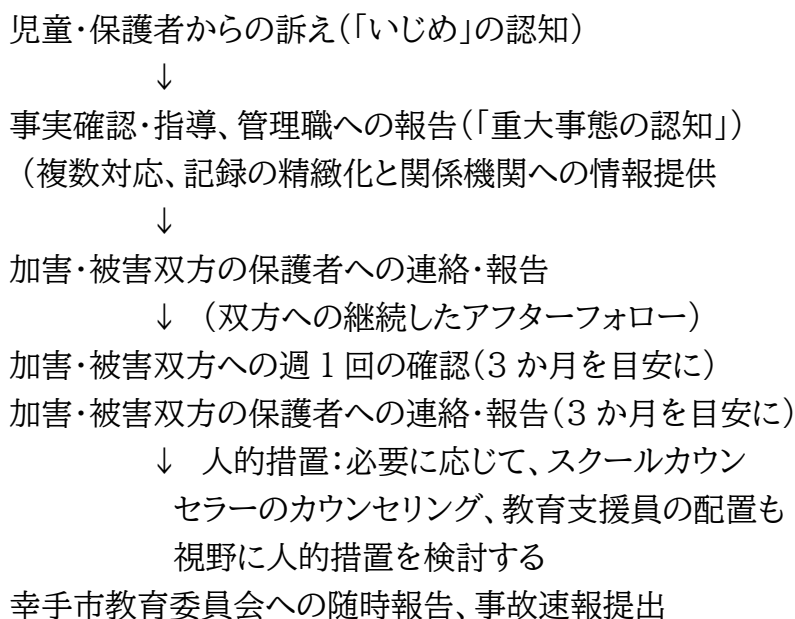 児童・保護者からの訴え(「いじめ」の認知)
↓
事実確認・指導、管理職への報告(「重大事態の認知」)
(複数対応、記録の精緻化と関係機関への情報提供
↓
加害・被害双方の保護者への連絡・報告
↓ (双方への継続したアフターフォロー)
加害・被害双方への週1回の確認(3か月を目安に)
加害・被害双方の保護者への連絡・報告(3か月を目安に)
↓ 人的措置:必要に応じて、スクールカウン
セラーのカウンセリング、教育支援員の配置も
視野に人的措置を検討する
幸手市教育委員会への随時報告、事故速報提出